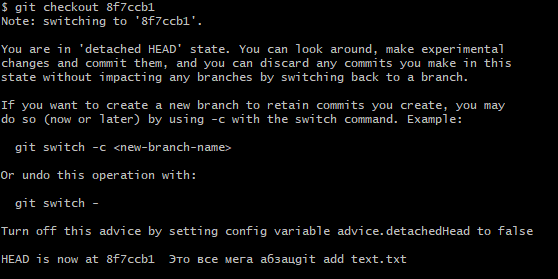 $ git checkout 8f7ccb1
Note: switching to '8f7ccb1'.

You are in 'detached HEAD' state. You can look around, make experimental
changes and commit them, and you can discard any commits you make in this
state without impacting any branches by switching back to a branch.

If you want to create a new branch to retain commits you create, you may
do so (now or later) by using -c with the switch command. Example:

  git switch -c <new-branch-name>

Or undo this operation with:

  git switch -

Turn off this advice by setting config variable advice.detachedHead to false

HEAD is now at 8f7ccb1  Это все мега абзацgit add text.txt